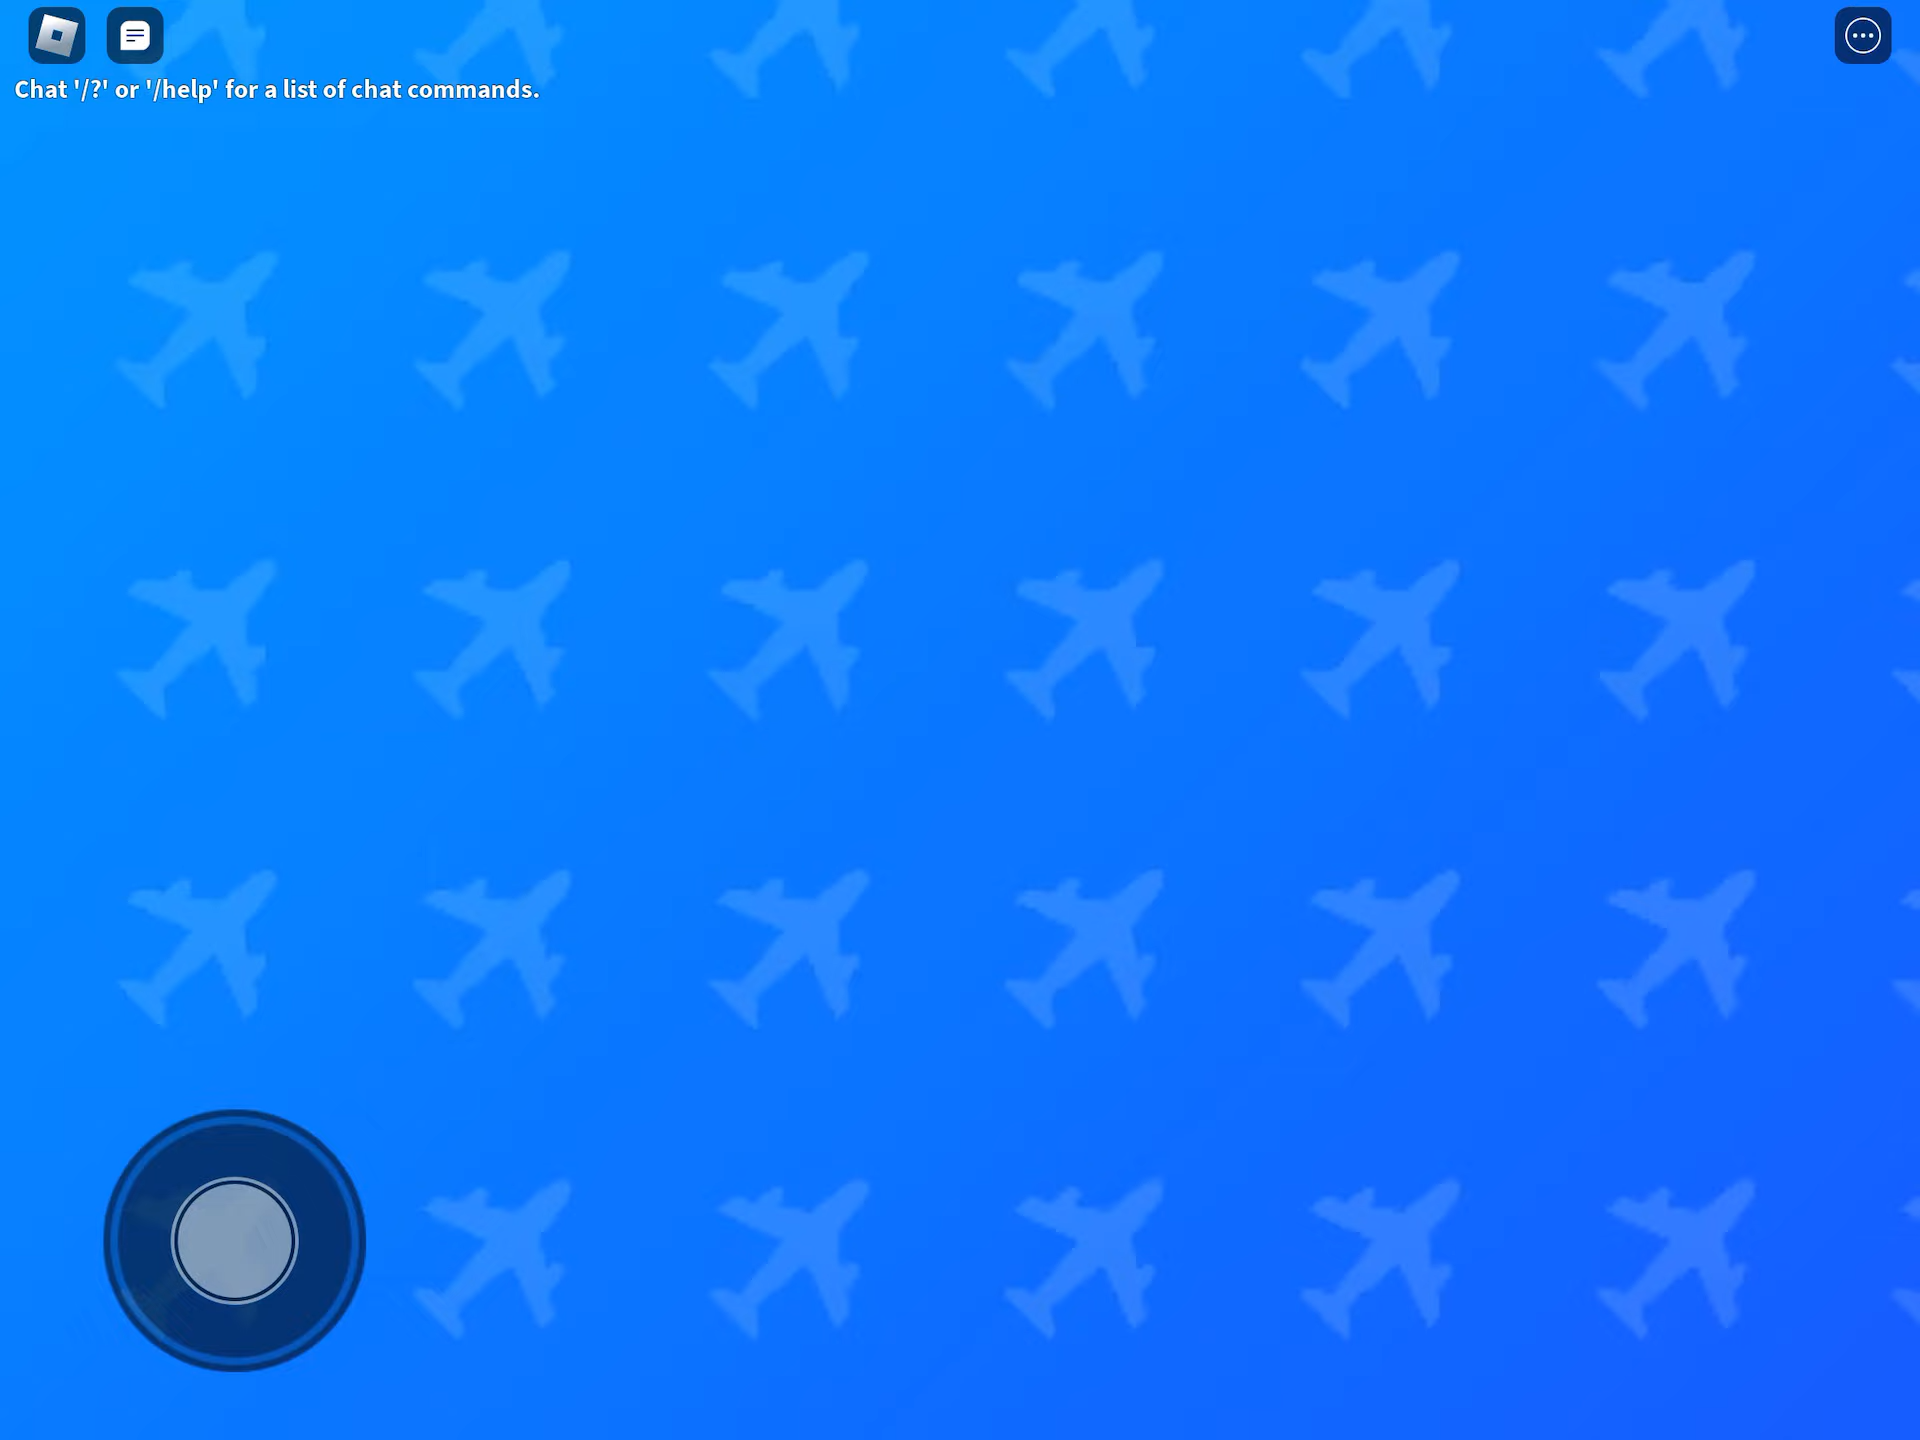 Chat '/?' or '/help' for a list of chat commands.